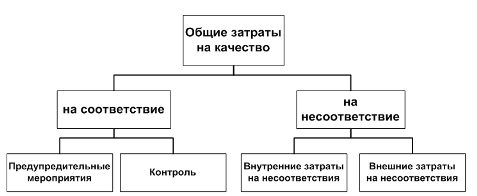 Общие затраты
на качество
на соответствие
на
несоответствие
Предупредительные
мероприятия
Контроль
Внутренние затраты
на несоответствия
Внешние затраты
на несоответствия